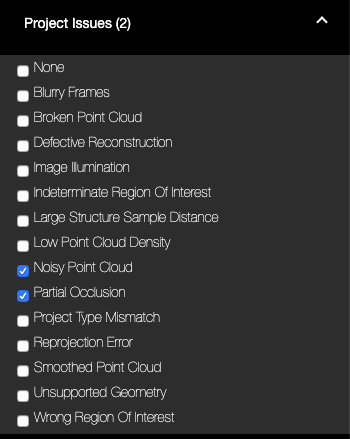 Project Issues (2)
None
Blurry Frames
Broken Point Cloud
Defective Reconstruction
Image Illumination
Indeterminate Region Of Interest
Large Structure Sample Distance
Low Point Cloud Density
Noisy Point Cloud
Partial Occlusion
Project Type Mismatch
Reprojection Error
Smoothed Point Cloud
Unsupported Geometry
Wrong Region Of Interest